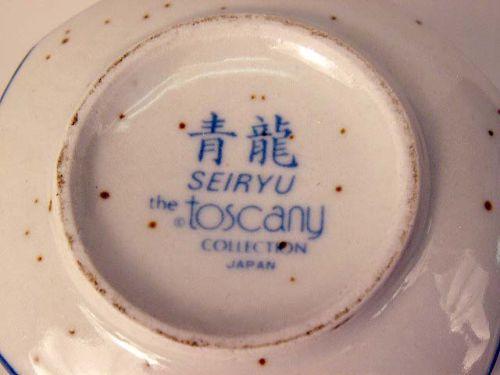 青龍
SEIRYU
the ©toscany
COLLECTION
JAPAN